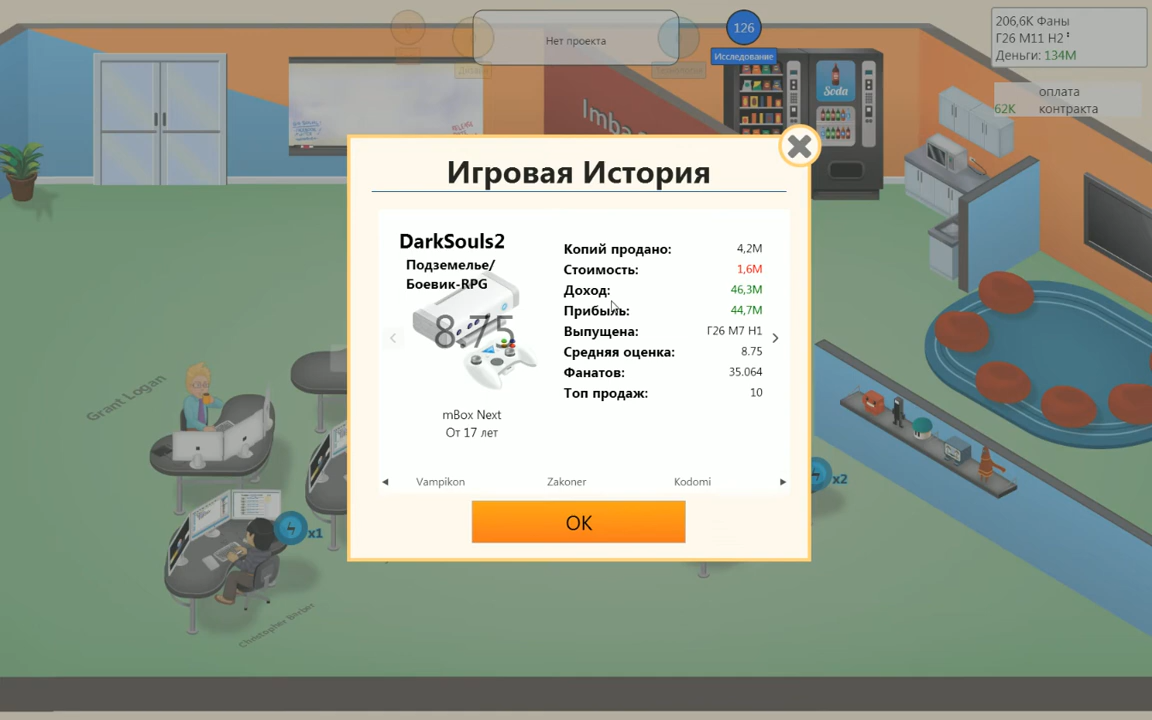 126
Исследование
Нет проекта
206,6K Фаны
Г26 М11 Н2
Деньги: 134M
оплата
62K контракта
Soda
Imba
Игровая История
DarkSouls2
Подземелье/
Боевик-RPG
8.75
mBox Next
От 17 лет
Копий продано: 4,2M
Стоимость: 1,6M
Доход: 46,3M
Прибыль: 44,7M
Выпущена: Г26 М7 Н1
Средняя оценка: 8.75
Фанатов: 35.064
Топ продаж: 10
Vampikon Zakoner Kodomi
OK
Grant Logan
x1
x2